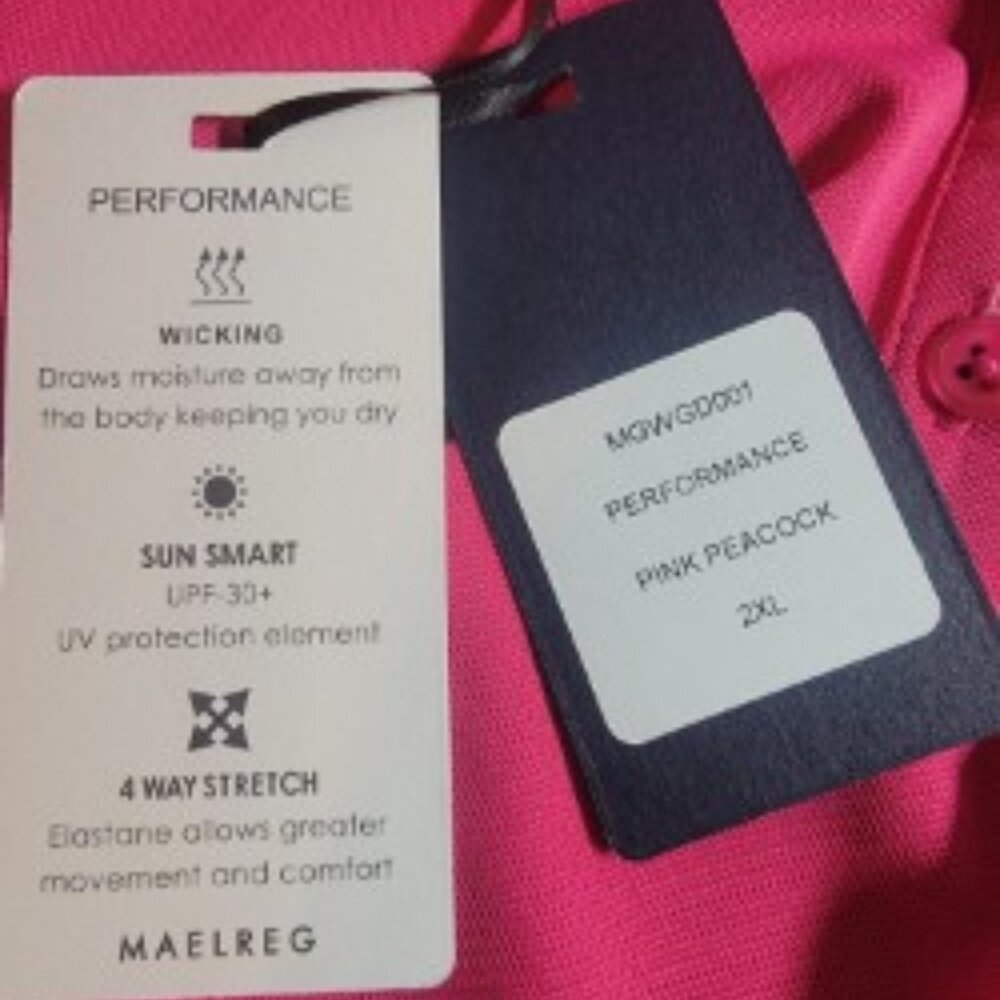 PERFORMANCE
WICKING
Draws moisture away from
the body keeping you dry
SUN SMART
UPF-30+
UV protection element
4 WAY STRETCH
Elastane allows greater
movement and comfort
MAELREG
MGWGD001
PERFORMANCE
PINK PEACOCK
2XL